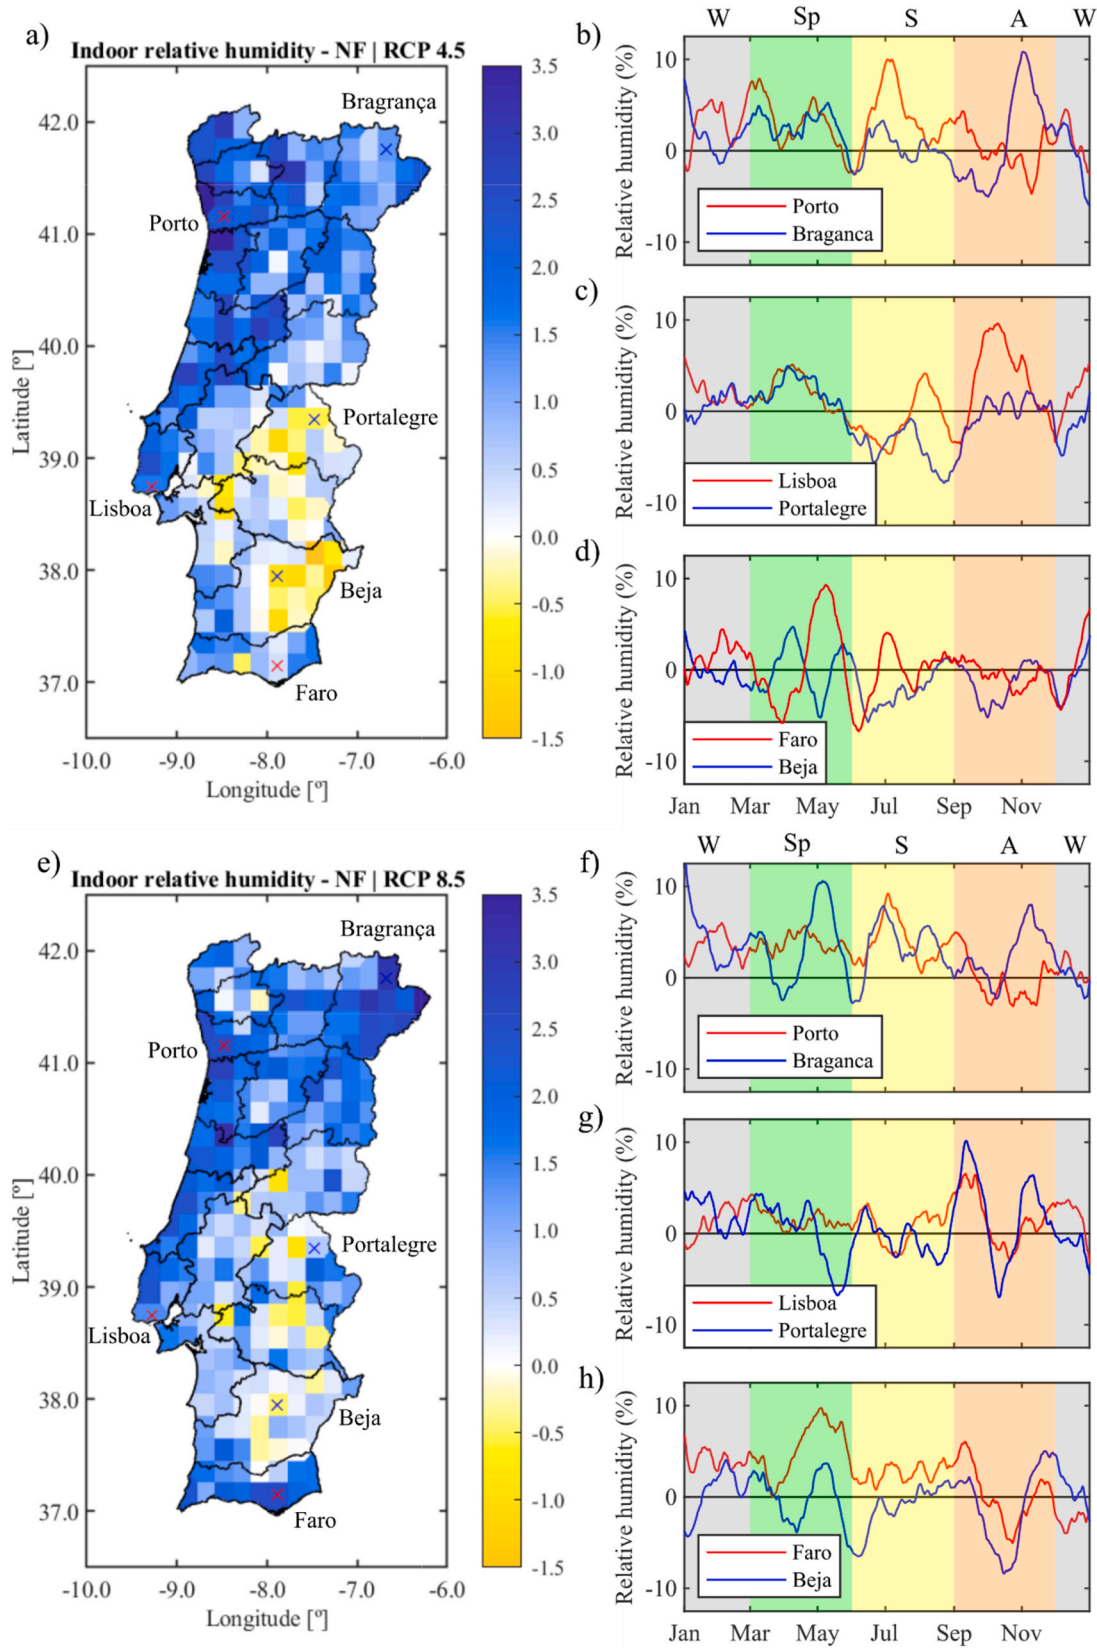 a)
Indoor relative humidity - NF | RCP 4.5
Bragrança
Porto
Portalegre
Lisboa
Beja
Faro
42.0
41.0
40.0
39.0
38.0
37.0
Latitude [º]
-10.0 -9.0 -8.0 -7.0 -6.0
Longitude [º]
3.5
3.0
2.5
2.0
1.5
1.0
0.5
0.0
-0.5
-1.0
-1.5
W Sp S A W
b)
Relative humidity (%)
10
0
-10
Porto
Braganca
c)
Relative humidity (%)
10
0
-10
Lisboa
Portalegre
d)
Relative humidity (%)
10
0
-10
Faro
Beja
Jan Mar May Jul Sep Nov
e)
Indoor relative humidity - NF | RCP 8.5
Bragrança
Porto
Portalegre
Lisboa
Beja
Faro
42.0
41.0
40.0
39.0
38.0
37.0
Latitude [º]
-10.0 -9.0 -8.0 -7.0 -6.0
Longitude [º]
3.5
3.0
2.5
2.0
1.5
1.0
0.5
0.0
-0.5
-1.0
-1.5
W Sp S A W
f)
Relative humidity (%)
10
0
-10
Porto
Braganca
g)
Relative humidity (%)
10
0
-10
Lisboa
Portalegre
h)
Relative humidity (%)
10
0
-10
Faro
Beja
Jan Mar May Jul Sep Nov